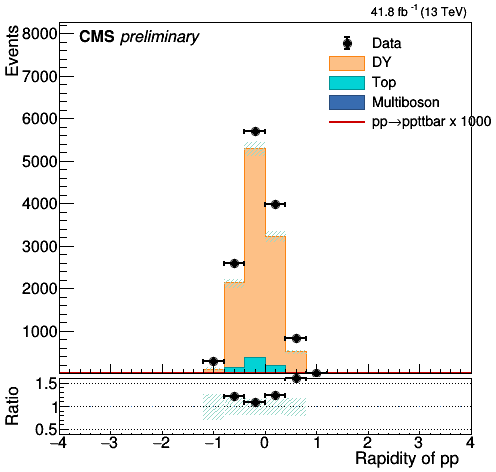 41.8 fb⁻¹ (13 TeV)
CMS preliminary
Events
8000
7000
6000
5000
4000
3000
2000
1000
Data
DY
Top
Multiboson
pp→ppttbar x 1000
Ratio
1.5
1
0.5
−4 −3 −2 −1 0 1 2 3 4
Rapidity of pp